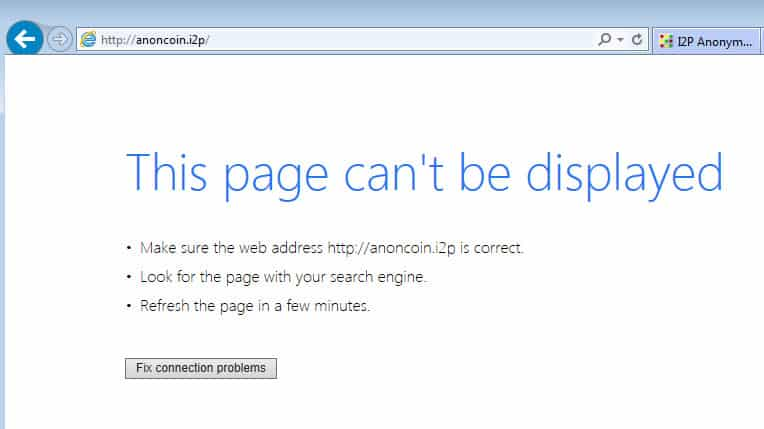 http://anoncoin.i2p/
I2P Anonym...
This page can't be displayed
• Make sure the web address http://anoncoin.i2p is correct.
• Look for the page with your search engine.
• Refresh the page in a few minutes.
Fix connection problems